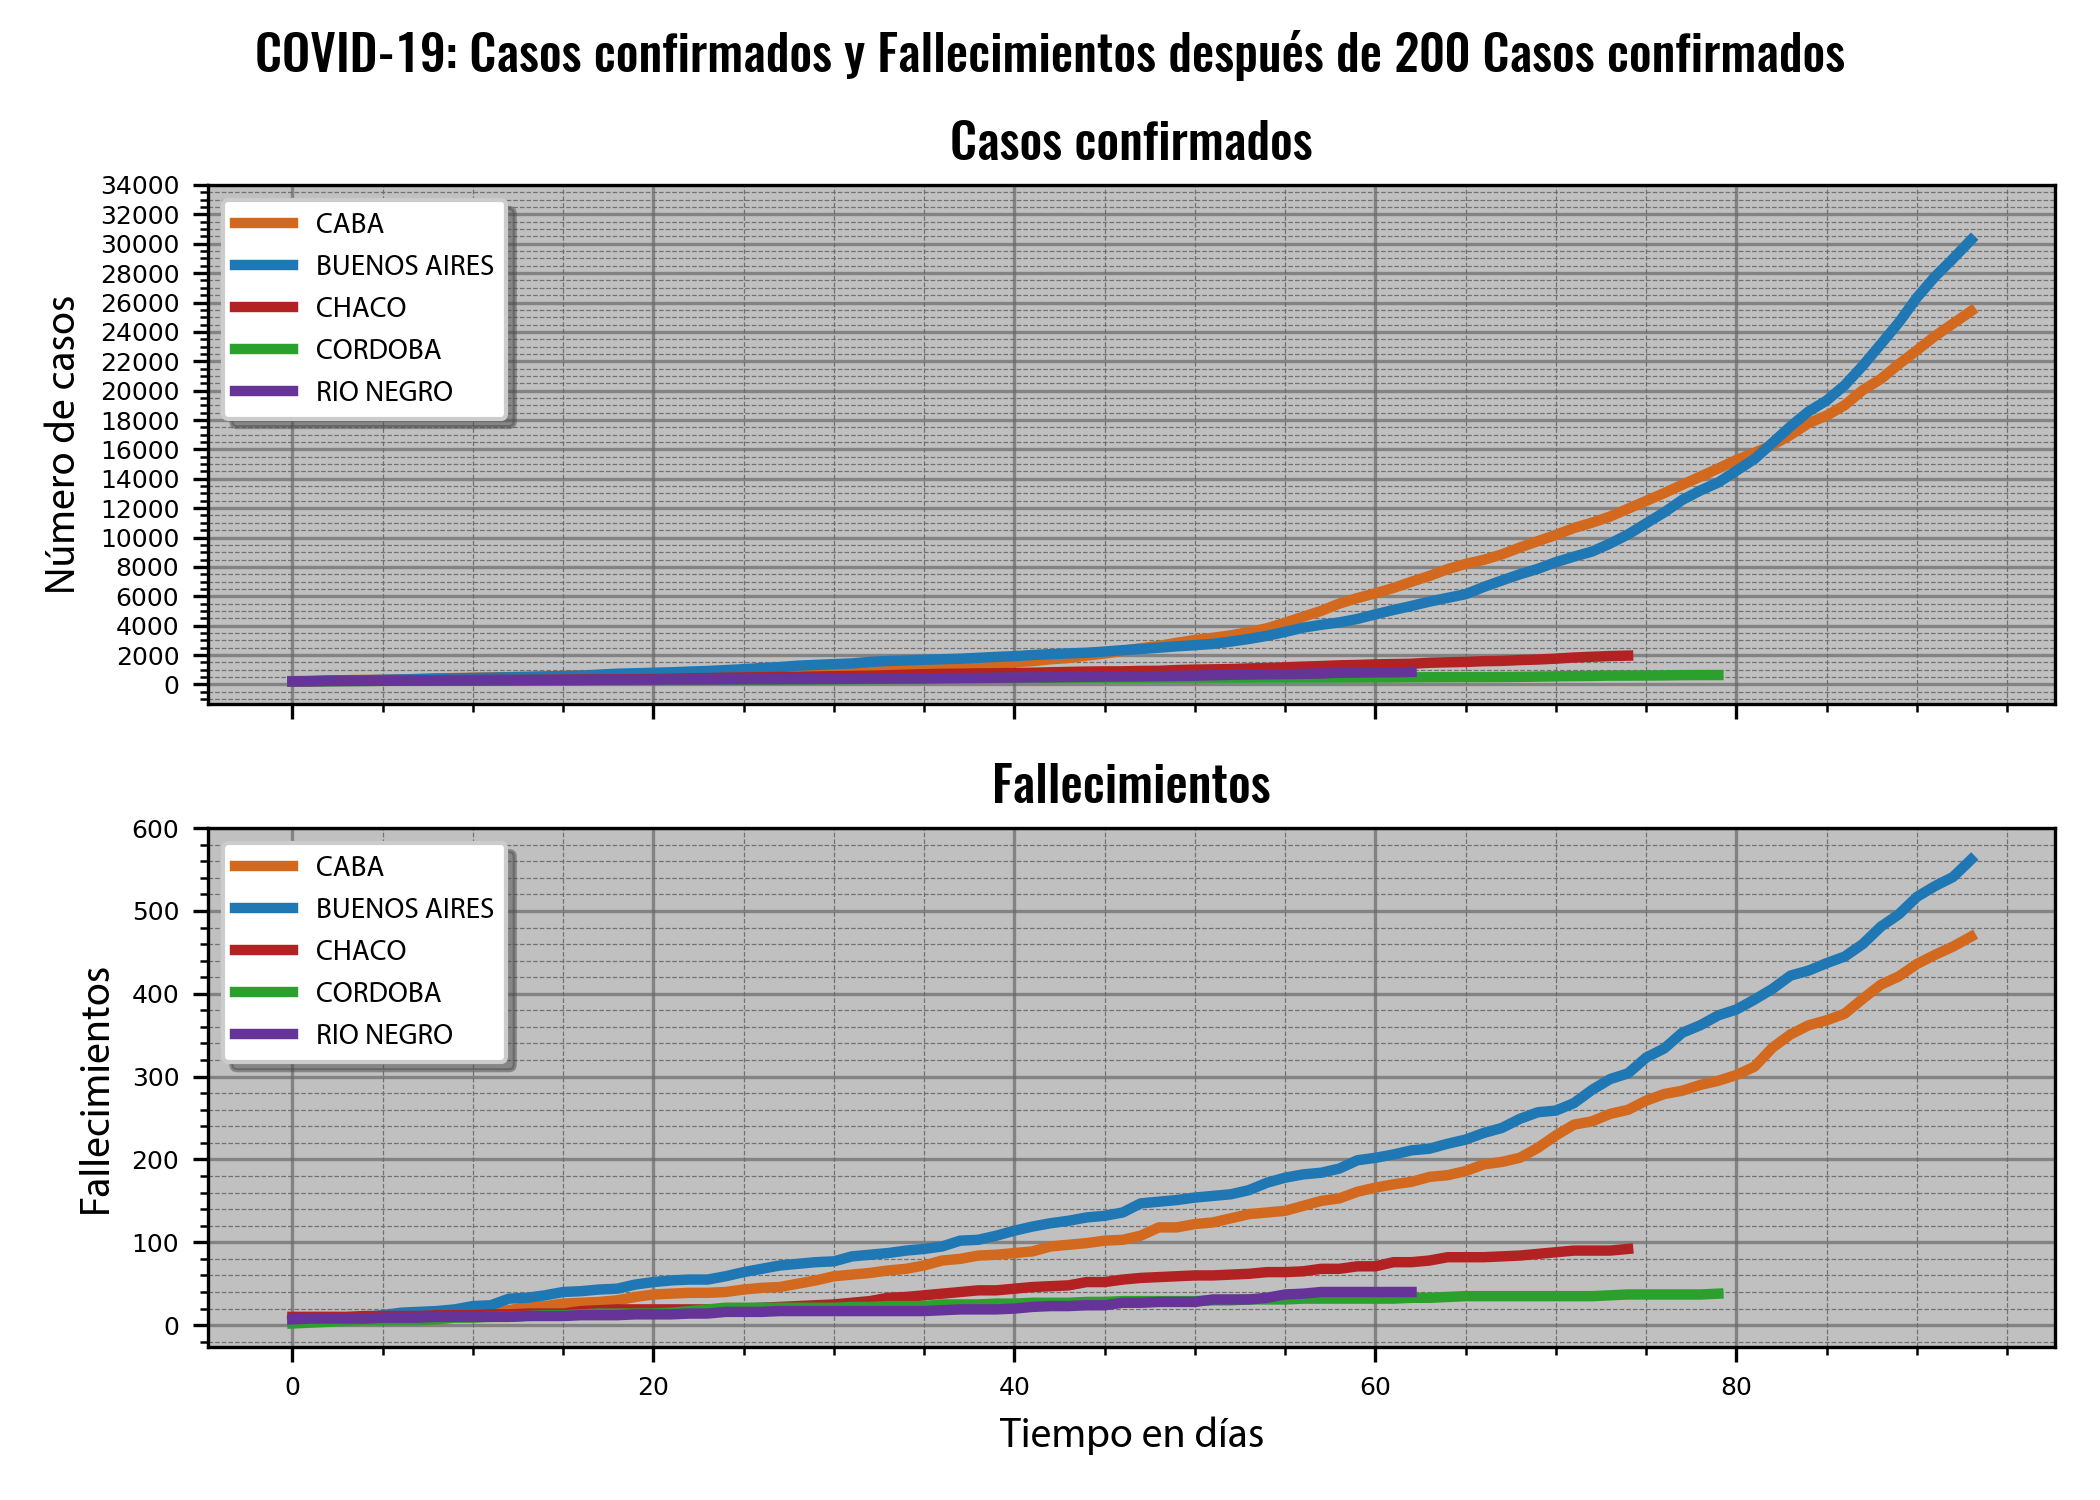 COVID-19: Casos confirmados y Fallecimientos después de 200 Casos confirmados
Casos confirmados
34000
32000
30000
28000
26000
24000
22000
20000
18000
16000
14000
12000
10000
8000
6000
4000
2000
0
Número de casos
CABA
BUENOS AIRES
CHACO
CORDOBA
RIO NEGRO
Fallecimientos
600
500
400
300
200
100
0
Fallecimientos
CABA
BUENOS AIRES
CHACO
CORDOBA
RIO NEGRO
0 20 40 60 80
Tiempo en días